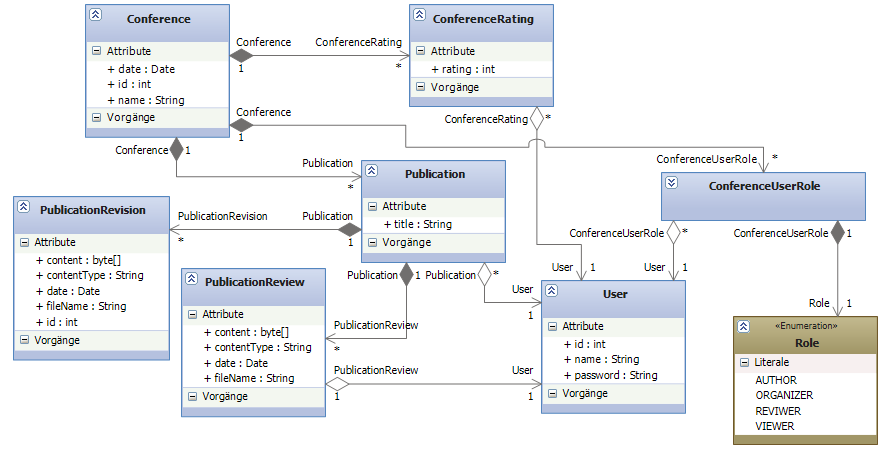 Conference
Attribute
+ date : Date
+ id : int
+ name : String
Vorgänge
ConferenceRating
Attribute
+ rating : int
Vorgänge
Conference
ConferenceRating
1
*
Conference
1
ConferenceUserRole
*
Conference
1
Publication
*
ConferenceRating
*
User
1
Publication
Attribute
+ title : String
Vorgänge
ConferenceUserRole
PublicationRevision
Attribute
+ content : byte[]
+ contentType : String
+ date : Date
+ fileName : String
+ id : int
Vorgänge
PublicationRevision
Publication
*
1
PublicationReview
Attribute
+ content : byte[]
+ contentType : String
+ date : Date
+ fileName : String
Vorgänge
Publication
1
PublicationReview
*
Publication
*
User
1
PublicationReview
1
User
1
ConferenceUserRole
*
User
1
ConferenceUserRole
1
Role
1
User
Attribute
+ id : int
+ name : String
+ password : String
Vorgänge
«Enumeration»
Role
Literale
AUTHOR
ORGANIZER
REVIWER
VIEWER